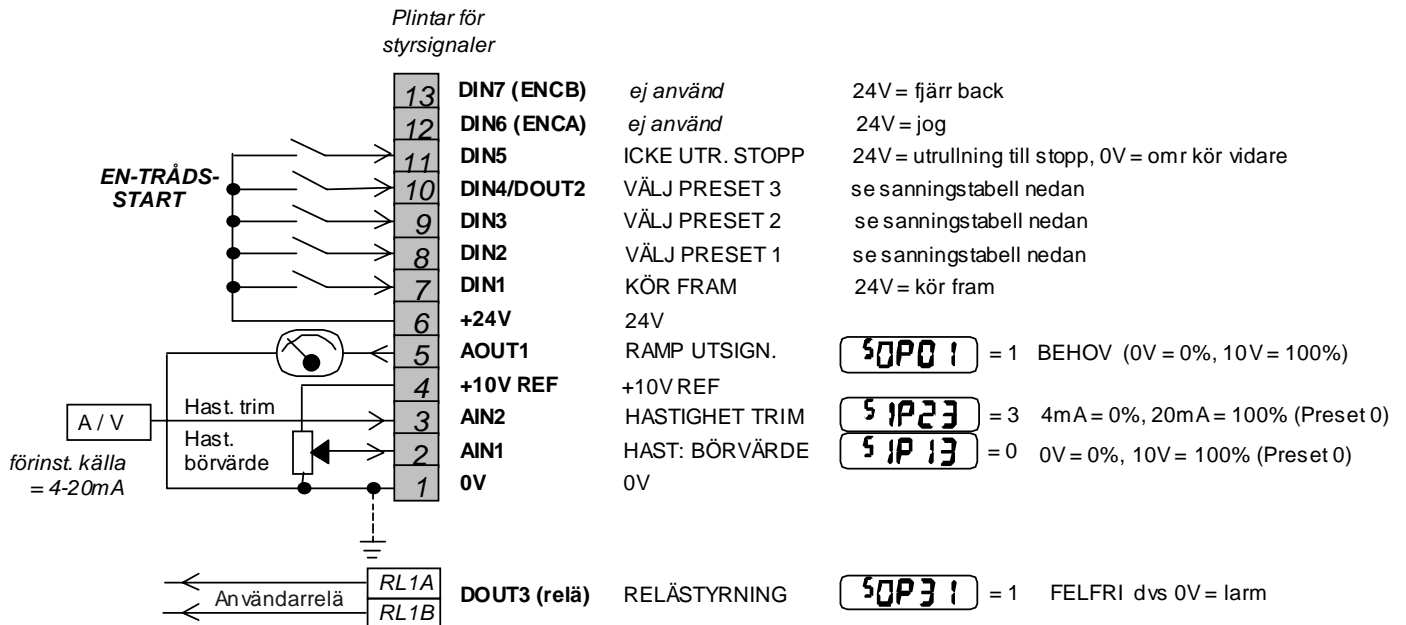 Plintar för
styrsignaler
13 DIN7 (ENCB) ej använd 24V = fjärr back
12 DIN6 (ENCA) ej använd 24V = jog
11 DIN5 ICKE UTR. STOPP 24V = utrullning till stopp, 0V = omr kör vidare
EN-TRÅDS-
START
10 DIN4/DOUT2 VÄLJ PRESET 3 se sanningstabell nedan
9 DIN3 VÄLJ PRESET 2 se sanningstabell nedan
8 DIN2 VÄLJ PRESET 1 se sanningstabell nedan
7 DIN1 KÖR FRAM 24V = kör fram
6 +24V 24V
5 AOUT1 RAMP UTSIGN. SOP01 = 1 BEHOV (0V = 0%, 10V = 100%)
4 +10V REF +10V REF
A / V Hast. trim 3 AIN2 HASTIGHET TRIM SIP23 = 3 4mA = 0%, 20mA = 100% (Preset 0)
Hast.
börvärde
2 AIN1 HAST: BÖRVÄRDE SIP13 = 0 0V = 0%, 10V = 100% (Preset 0)
förinst. källa
= 4-20mA
1 0V 0V
Användarrelä
RL1A
RL1B
DOUT3 (relä) RELÄSTYRNING SOP31 = 1 FELFRI dvs 0V = larm